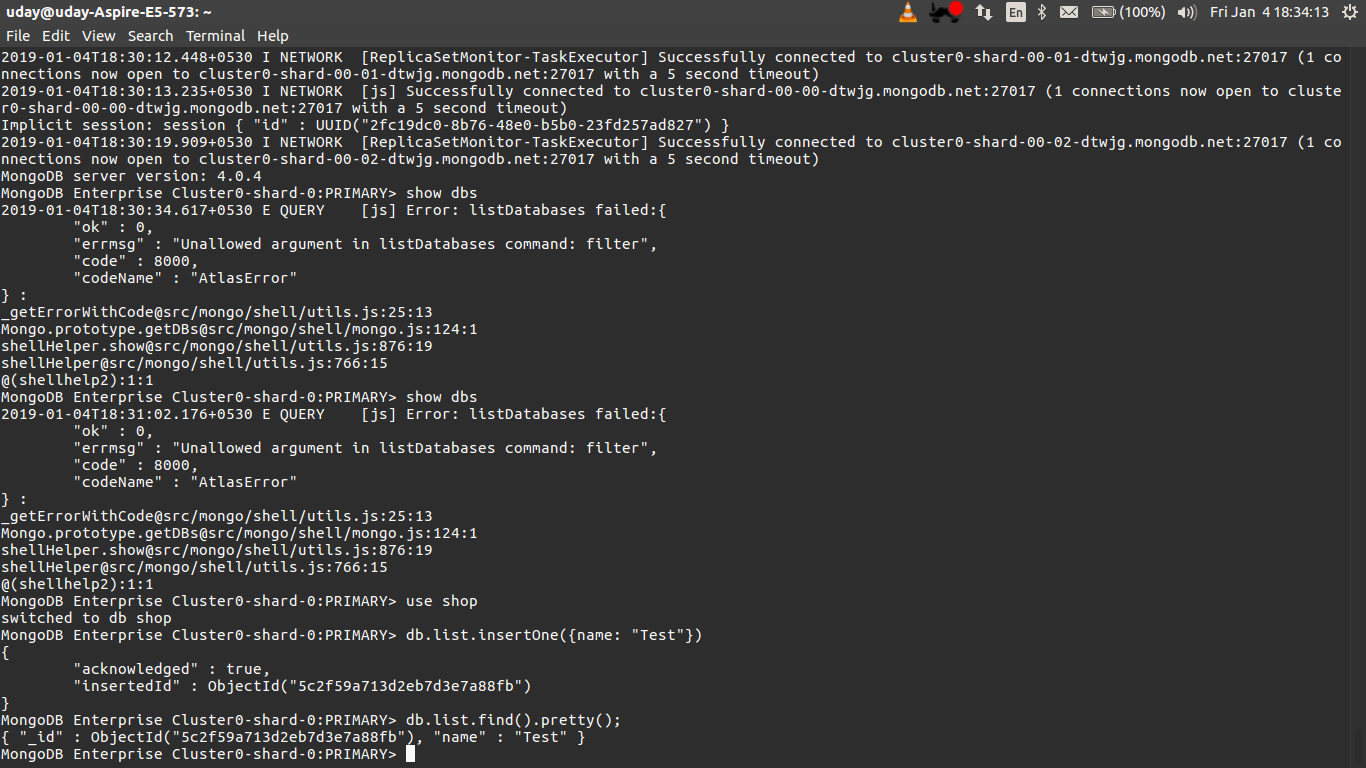 uday@uday-Aspire-E5-573: ~
En
(100%)
Fri Jan 4 18:34:13
File Edit View Search Terminal Help
2019-01-04T18:30:12.448+0530 I NETWORK  [ReplicaSetMonitor-TaskExecutor] Successfully connected to cluster0-shard-00-01-dtwjg.mongodb.net:27017 (1 co
nnections now open to cluster0-shard-00-01-dtwjg.mongodb.net:27017 with a 5 second timeout)
2019-01-04T18:30:13.235+0530 I NETWORK  [js] Successfully connected to cluster0-shard-00-00-dtwjg.mongodb.net:27017 (1 connections now open to cluste
r0-shard-00-00-dtwjg.mongodb.net:27017 with a 5 second timeout)
Implicit session: session { "id" : UUID("2fc19dc0-8b76-48e0-b5b0-23fd257ad827") }
2019-01-04T18:30:19.909+0530 I NETWORK  [ReplicaSetMonitor-TaskExecutor] Successfully connected to cluster0-shard-00-02-dtwjg.mongodb.net:27017 (1 co
nnections now open to cluster0-shard-00-02-dtwjg.mongodb.net:27017 with a 5 second timeout)
MongoDB server version: 4.0.4
MongoDB Enterprise Cluster0-shard-0:PRIMARY> show dbs
2019-01-04T18:30:34.617+0530 E QUERY    [js] Error: listDatabases failed:{
        "ok" : 0,
        "errmsg" : "Unallowed argument in listDatabases command: filter",
        "code" : 8000,
        "codeName" : "AtlasError"
} :
_getErrorWithCode@src/mongo/shell/utils.js:25:13
Mongo.prototype.getDBs@src/mongo/shell/mongo.js:124:1
shellHelper.show@src/mongo/shell/utils.js:876:19
shellHelper@src/mongo/shell/utils.js:766:15
@(shellhelp2):1:1
MongoDB Enterprise Cluster0-shard-0:PRIMARY> show dbs
2019-01-04T18:31:02.176+0530 E QUERY    [js] Error: listDatabases failed:{
        "ok" : 0,
        "errmsg" : "Unallowed argument in listDatabases command: filter",
        "code" : 8000,
        "codeName" : "AtlasError"
} :
_getErrorWithCode@src/mongo/shell/utils.js:25:13
Mongo.prototype.getDBs@src/mongo/shell/mongo.js:124:1
shellHelper.show@src/mongo/shell/utils.js:876:19
shellHelper@src/mongo/shell/utils.js:766:15
@(shellhelp2):1:1
MongoDB Enterprise Cluster0-shard-0:PRIMARY> use shop
switched to db shop
MongoDB Enterprise Cluster0-shard-0:PRIMARY> db.list.insertOne({name: "Test"})
{
        "acknowledged" : true,
        "insertedId" : ObjectId("5c2f59a713d2eb7d3e7a88fb")
}
MongoDB Enterprise Cluster0-shard-0:PRIMARY> db.list.find().pretty();
{ "_id" : ObjectId("5c2f59a713d2eb7d3e7a88fb"), "name" : "Test" }
MongoDB Enterprise Cluster0-shard-0:PRIMARY>